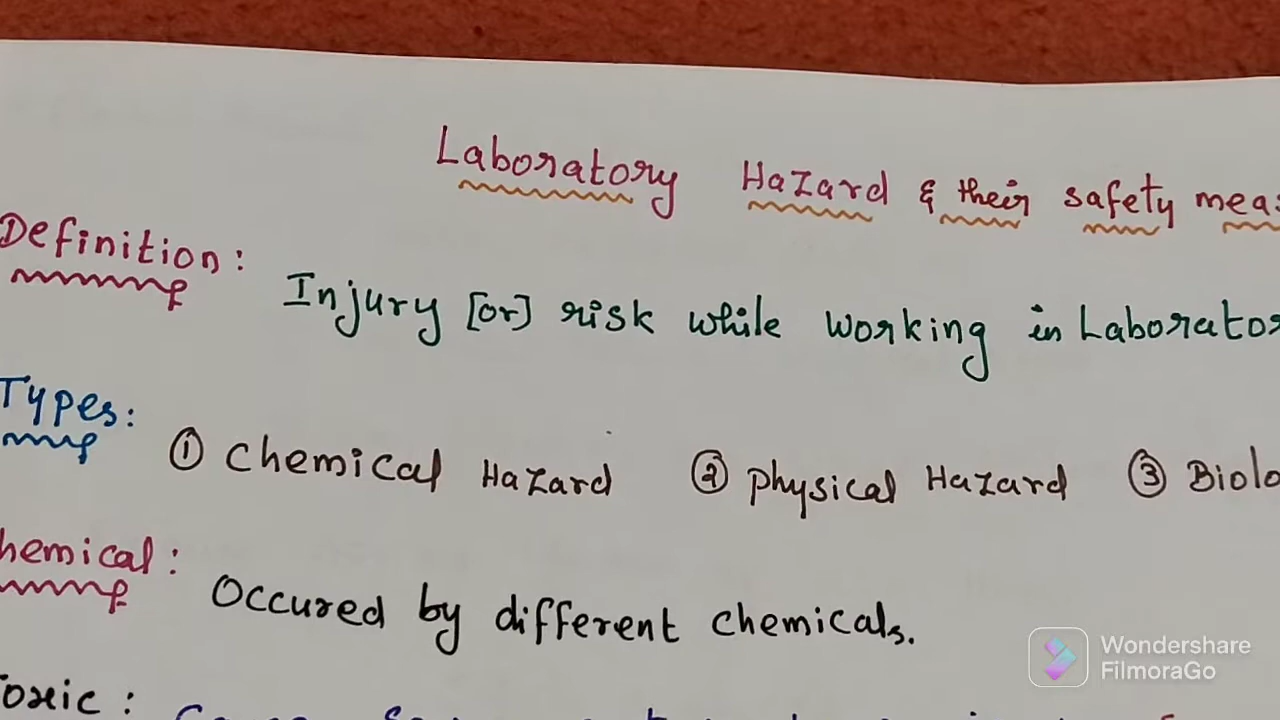 Laboratory Hazard & their safety mea
Definition:
Injury [or] risk while working in Laborator
Types:
① Chemical Hazard ② Physical Hazard ③ Biolo
hemical:
Occured by different chemicals.
oxic:
Wondershare
FilmoraGo